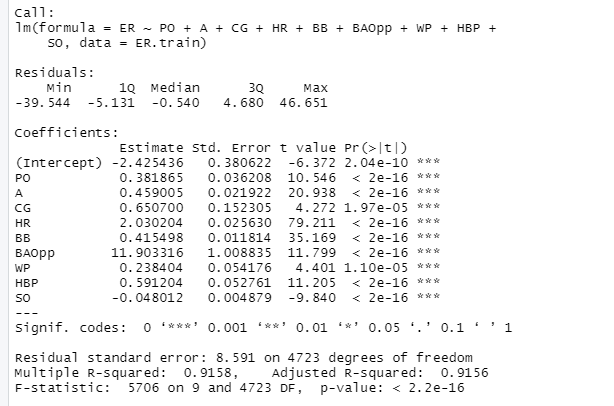 Call:
lm(formula = ER ~ PO + A + CG + HR + BB + BAOpp + WP + HBP +
SO, data = ER.train)
Residuals:
Min 1Q Median 3Q Max
-39.544 -5.131 -0.540 4.680 46.651
Coefficients:
Estimate Std. Error t value Pr(>|t|)
(Intercept) -2.425436 0.380622 -6.372 2.04e-10 ***
PO 0.381865 0.036208 10.546 < 2e-16 ***
A 0.459005 0.021922 20.938 < 2e-16 ***
CG 0.650700 0.152305 4.272 1.97e-05 ***
HR 2.030204 0.025630 79.211 < 2e-16 ***
BB 0.415498 0.011814 35.169 < 2e-16 ***
BAOpp 11.903316 1.008835 11.799 < 2e-16 ***
WP 0.238404 0.054176 4.401 1.10e-05 ***
HBP 0.591204 0.052761 11.205 < 2e-16 ***
SO -0.048012 0.004879 -9.840 < 2e-16 ***
---
Signif. codes: 0 ‘***’ 0.001 ‘**’ 0.01 ‘*’ 0.05 ‘.’ 0.1 ‘ ’ 1
Residual standard error: 8.591 on 4723 degrees of freedom
Multiple R-squared: 0.9158, Adjusted R-squared: 0.9156
F-statistic: 5706 on 9 and 4723 DF, p-value: < 2.2e-16